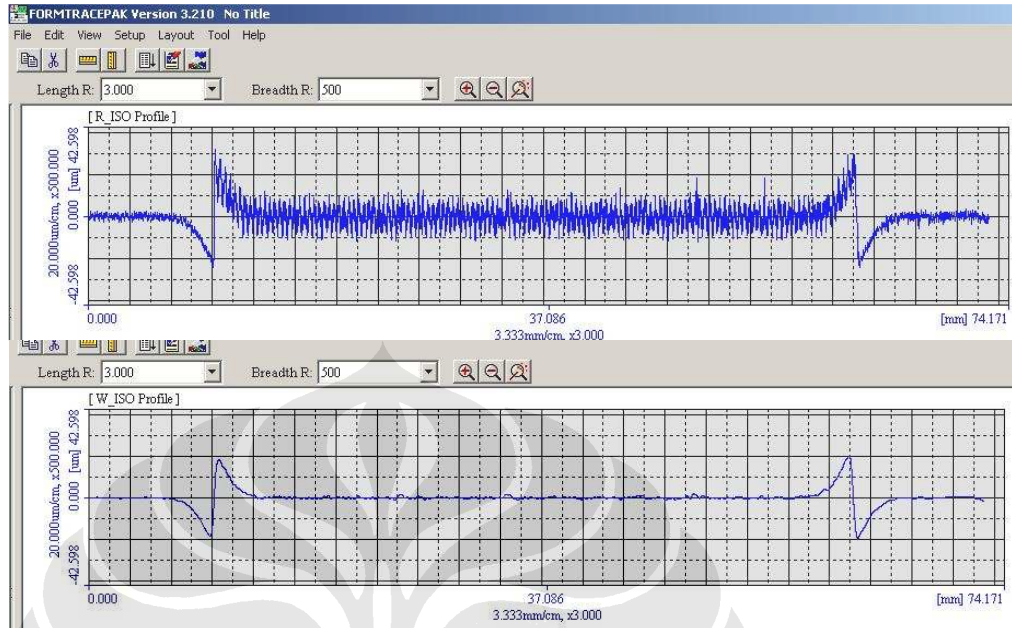 FORMTRACEPAK Version 3.210 No Title
File Edit View Setup Layout Tool Help
Length R: 3.000 Breadth R: 500
[ R_ISO Profile ]
20.000um/cm, x500.000
-42.598 0.000 [um] 42.598
0.000 37.086 [mm] 74.171
3.333mm/cm, x3.000
Length R: 3.000 Breadth R: 500
[ W_ISO Profile ]
20.000um/cm, x500.000
-42.598 0.000 [um] 42.598
0.000 37.086 [mm] 74.171
3.333mm/cm, x3.000